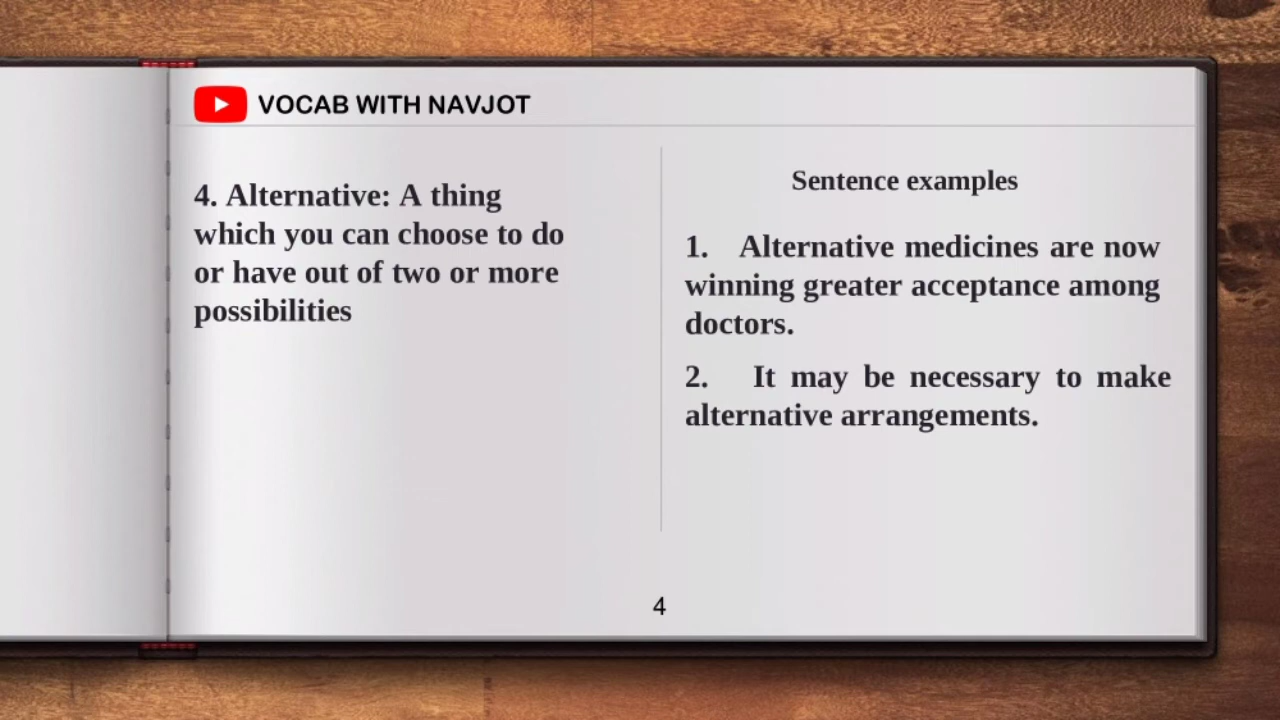 VOCAB WITH NAVJOT
4. Alternative: A thing
which you can choose to do
or have out of two or more
possibilities
Sentence examples
1. Alternative medicines are now
winning greater acceptance among
doctors.
2. It may be necessary to make
alternative arrangements.
4